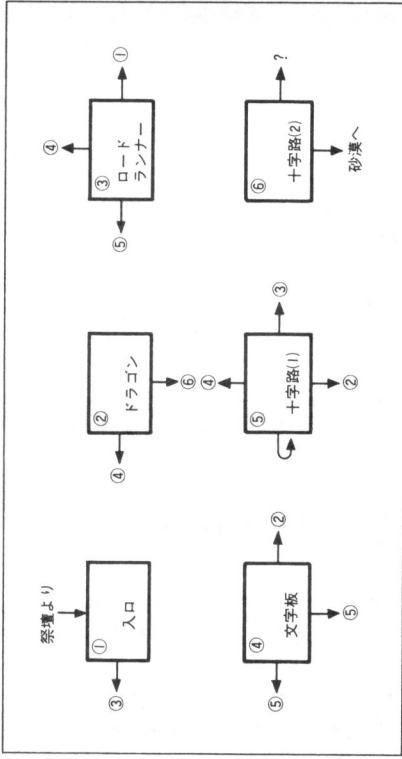 祭壇より
①
入口
③
②
ドラゴン
④
⑥
③
ロード
ランナー
④
⑤
①
④
文字板
⑤
②
⑤
⑤
十字路(1)
④
③
②
⑥
十字路(2)
?
砂漠へ